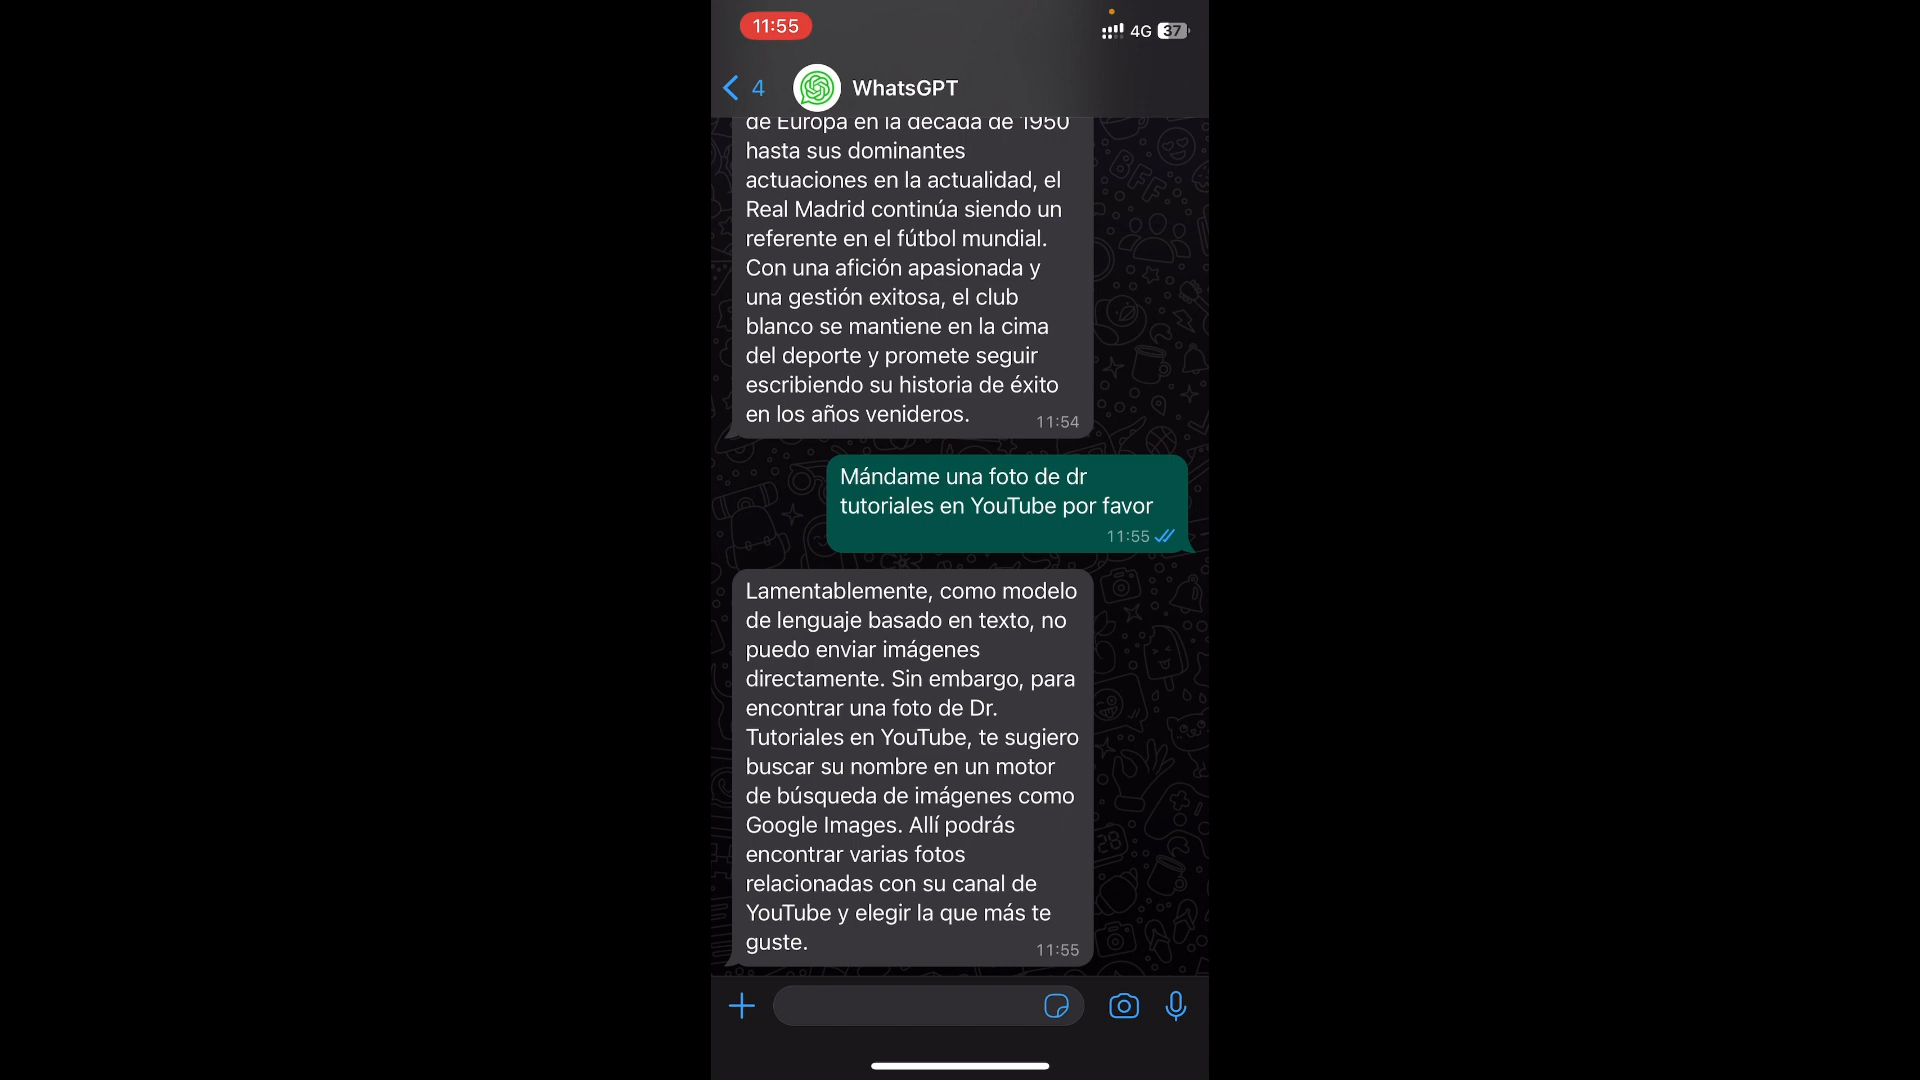 11:55
4G 37
4 WhatsGPT
de Europa en la década de 1950
hasta sus dominantes
actuaciones en la actualidad, el
Real Madrid continúa siendo un
referente en el fútbol mundial.
Con una afición apasionada y
una gestión exitosa, el club
blanco se mantiene en la cima
del deporte y promete seguir
escribiendo su historia de éxito
en los años venideros.
11:54
Mándame una foto de dr
tutoriales en YouTube por favor
11:55
Lamentablemente, como modelo
de lenguaje basado en texto, no
puedo enviar imágenes
directamente. Sin embargo, para
encontrar una foto de Dr.
Tutoriales en YouTube, te sugiero
buscar su nombre en un motor
de búsqueda de imágenes como
Google Images. Allí podrás
encontrar varias fotos
relacionadas con su canal de
YouTube y elegir la que más te
guste.
11:55